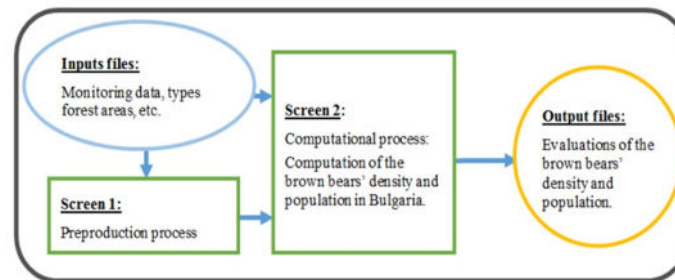 Inputs files:
Monitoring data, types
forest areas, etc.
Screen 1:
Preproduction process
Screen 2:
Computational process:
Computation of the
brown bears' density and
population in Bulgaria.
Output files:
Evaluations of the
brown bears'
density and
population.